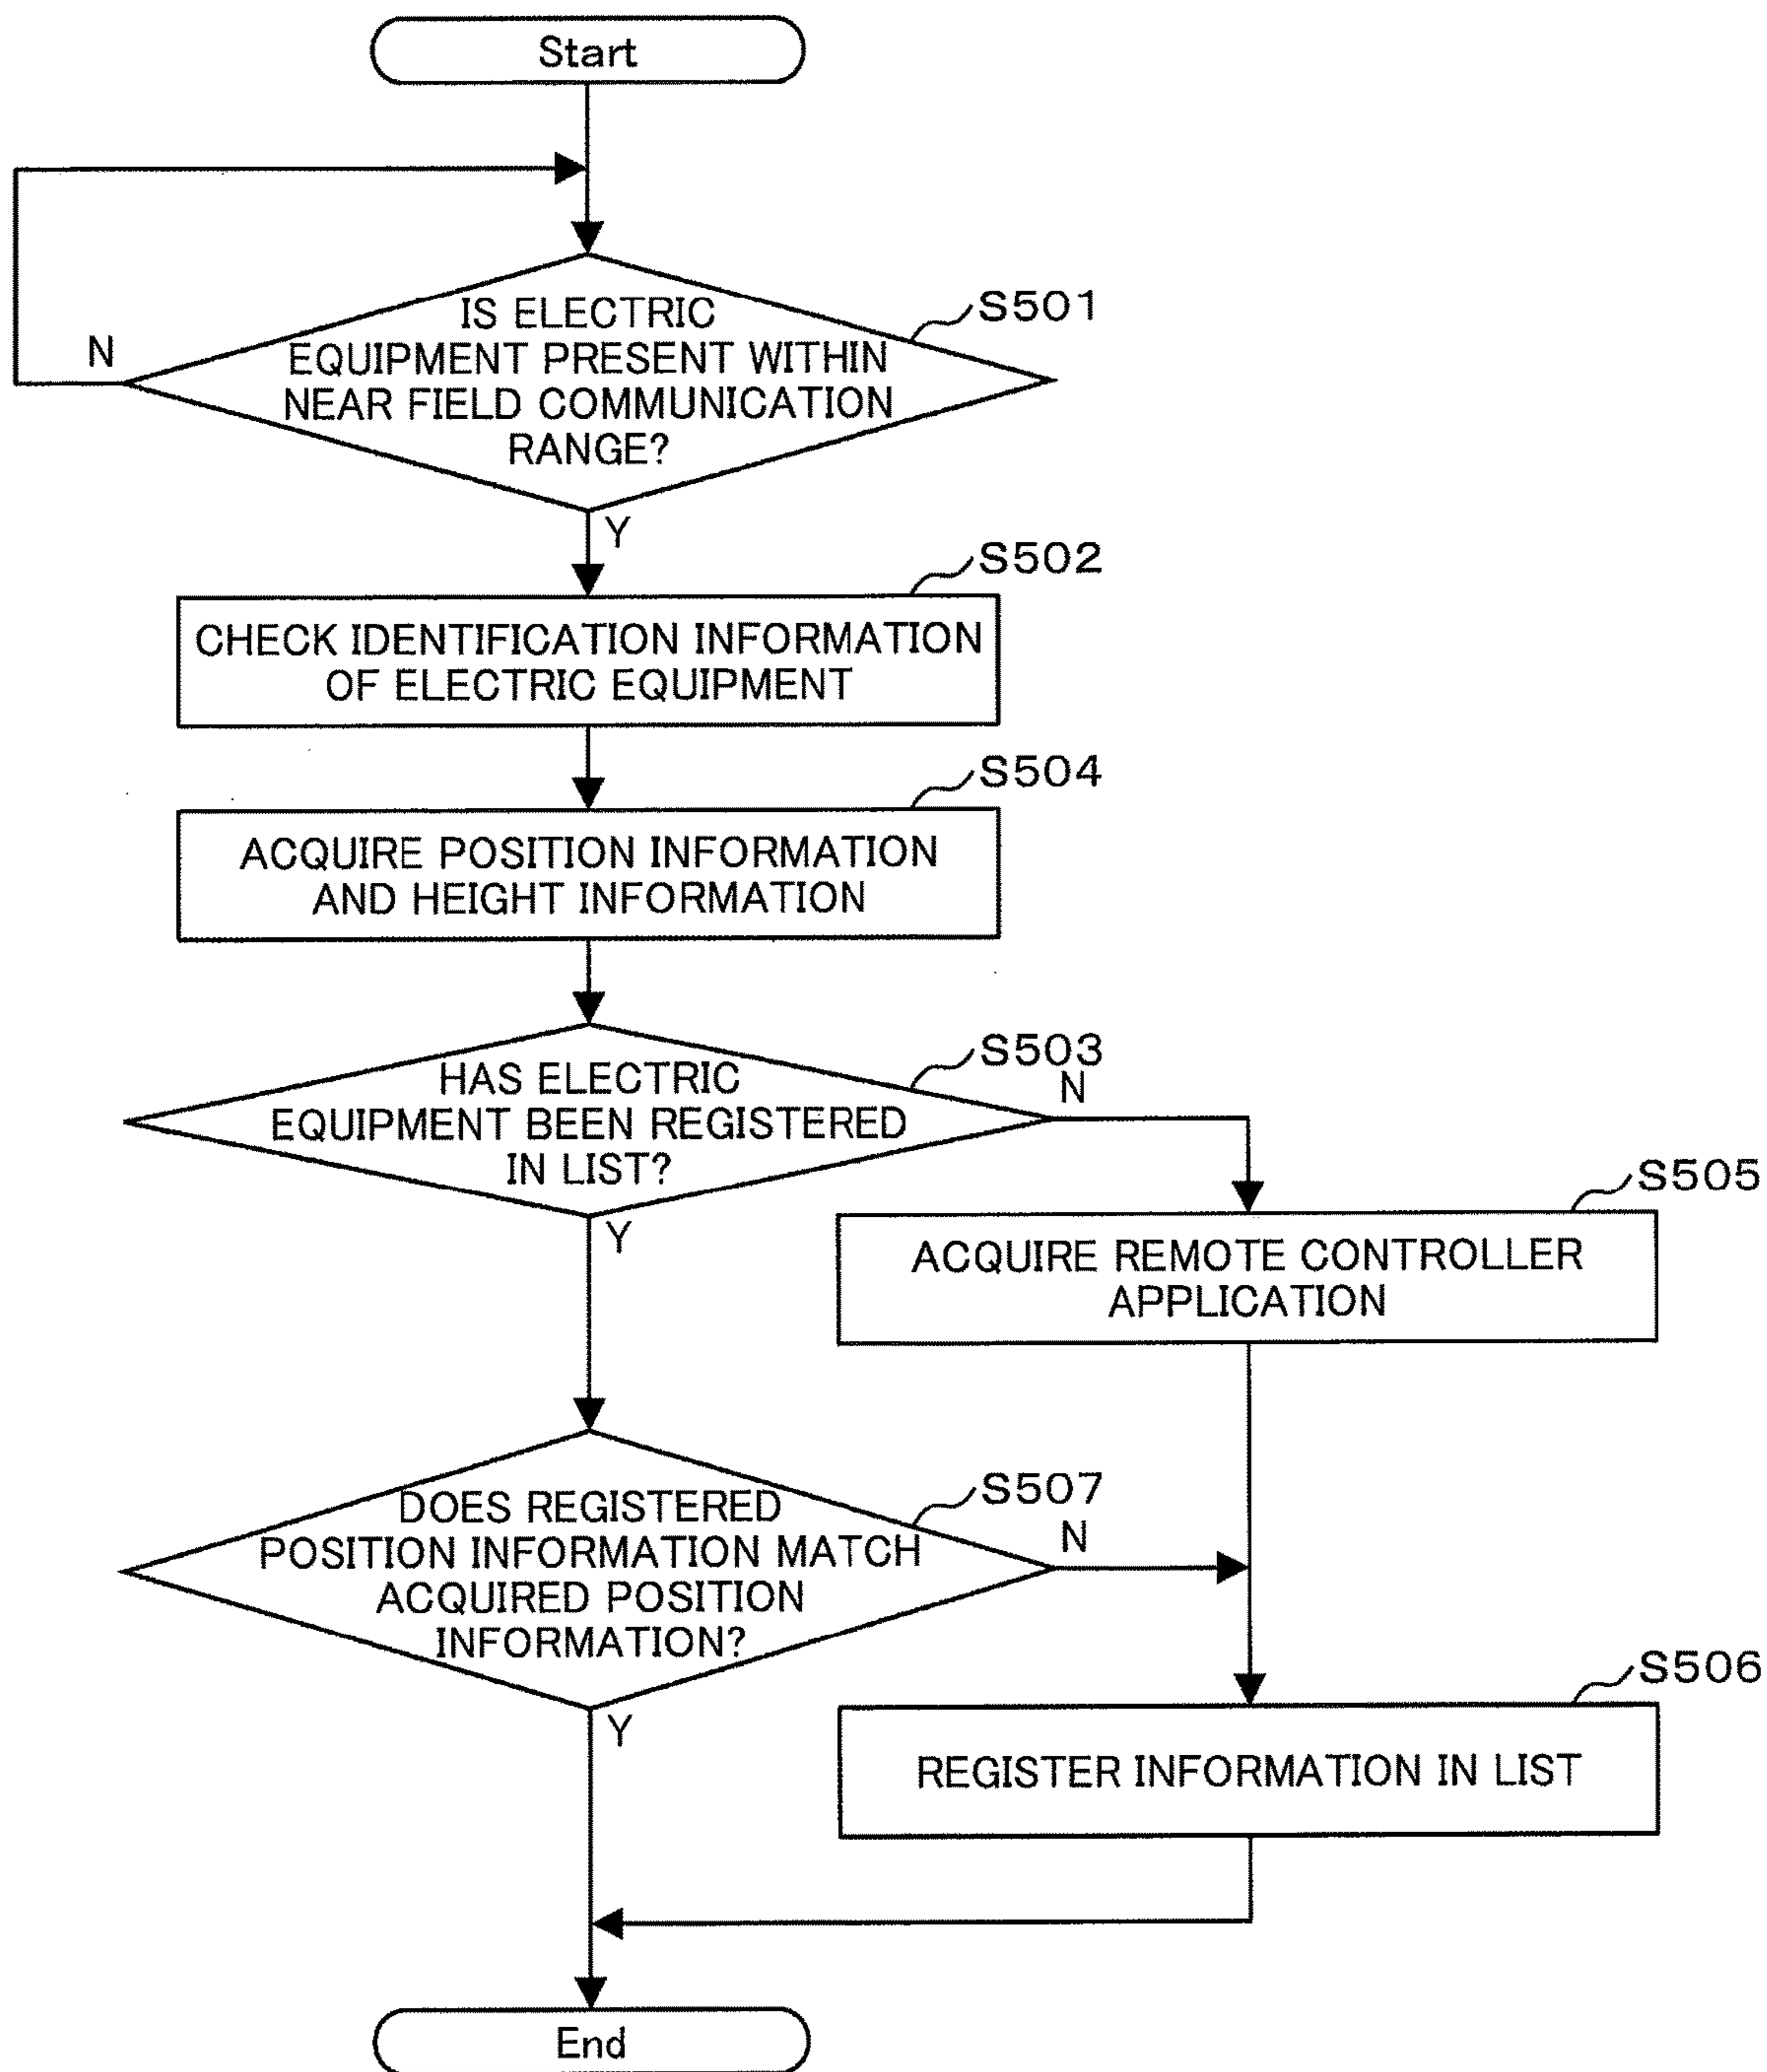 Start
IS ELECTRIC
EQUIPMENT PRESENT WITHIN
NEAR FIELD COMMUNICATION
RANGE?
S501
N
Y
S502
CHECK IDENTIFICATION INFORMATION
OF ELECTRIC EQUIPMENT
S504
ACQUIRE POSITION INFORMATION
AND HEIGHT INFORMATION
S503
HAS ELECTRIC
EQUIPMENT BEEN REGISTERED
IN LIST?
N
Y
S505
ACQUIRE REMOTE CONTROLLER
APPLICATION
S507
DOES REGISTERED
POSITION INFORMATION MATCH
ACQUIRED POSITION
INFORMATION?
N
Y
S506
REGISTER INFORMATION IN LIST
End